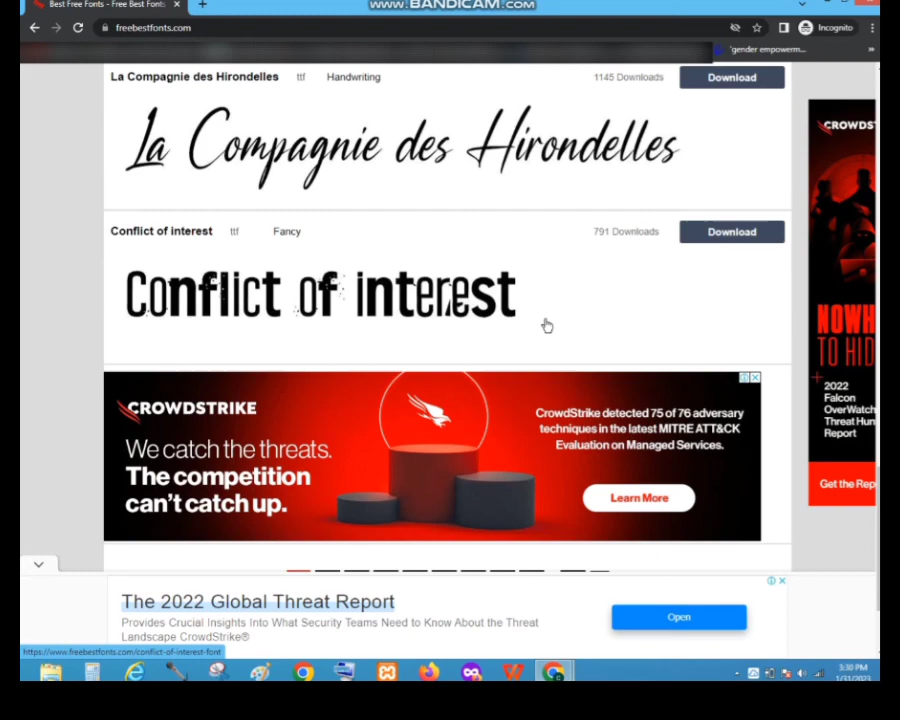 www.BANDICAM.com
Best Free Fonts - Free Best Fonts
freebestfonts.com
Incognito
'gender empowerm...
La Compagnie des Hirondelles ttf Handwriting 1145 Downloads Download
La Compagnie des Hirondelles
Conflict of interest ttf Fancy 791 Downloads Download
Conflict of interest
CROWDSTRIKE
We catch the threats.
The competition
can't catch up.
CrowdStrike detected 75 of 76 adversary
techniques in the latest MITRE ATT&CK
Evaluation on Managed Services.
Learn More
CROWDST
NOWH
TO HID
2022
Falcon
OverWatch
Threat Hun
Report
Get the Rep
The 2022 Global Threat Report
Provides Crucial Insights Into What Security Teams Need to Know About the Threat
Landscape CrowdStrike®
Open
https://www.freebestfonts.com/conflict-of-interest-font
3:30 PM
1/31/2023